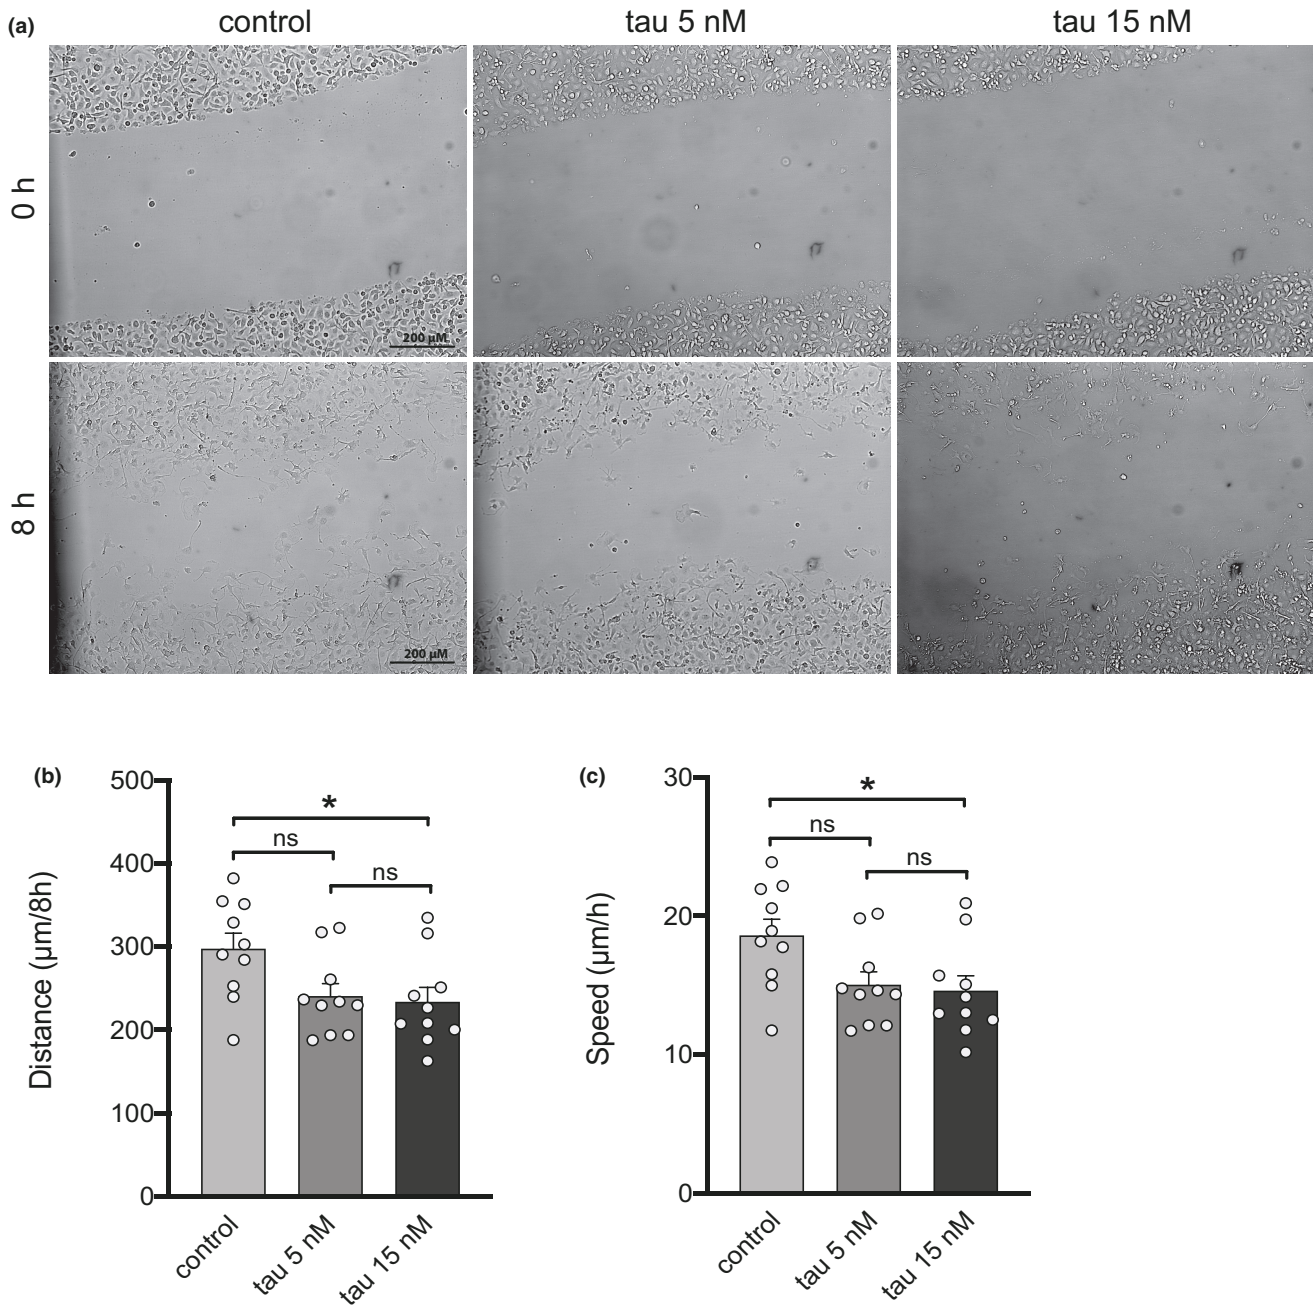 (a)
control
tau 5 nM
tau 15 nM
0 h
200 µM
8 h
200 µM
(b)
Distance (µm/8h)
500
400
300
200
100
0
*
ns
ns
control
tau 5 nM
tau 15 nM
(c)
Speed (µm/h)
30
20
10
0
*
ns
ns
control
tau 5 nM
tau 15 nM